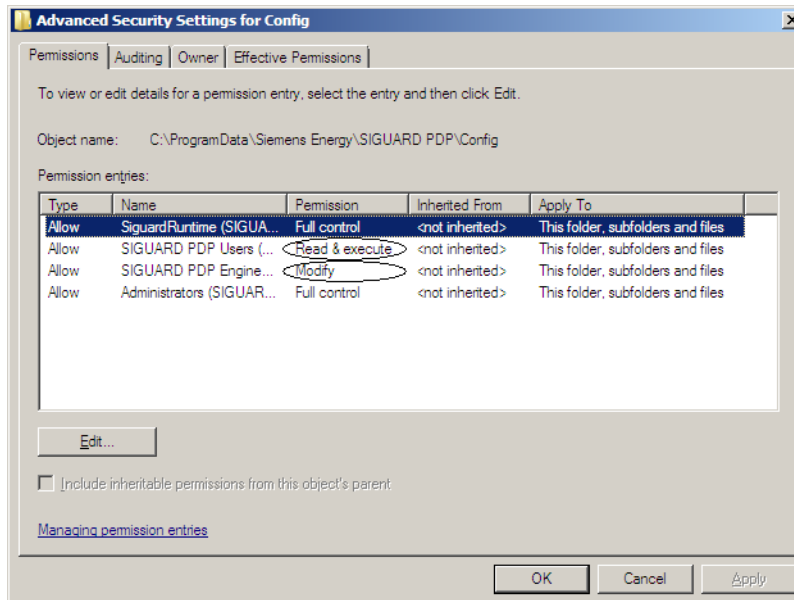 Advanced Security Settings for Config
Permissions Auditing Owner Effective Permissions
To view or edit details for a permission entry, select the entry and then click Edit.
Object name: C:\ProgramData\Siemens Energy\SIGUARD PDP\Config
Permission entries:
Type Name Permission Inherited From Apply To
Allow SiguardRuntime (SIGUA... Full control <not inherited> This folder, subfolders and files
Allow SIGUARD PDP Users (... Read & execute <not inherited> This folder, subfolders and files
Allow SIGUARD PDP Engine... Modify <not inherited> This folder, subfolders and files
Allow Administrators (SIGUAR... Full control <not inherited> This folder, subfolders and files
Edit...
Include inheritable permissions from this object's parent
Managing permission entries
OK Cancel Apply